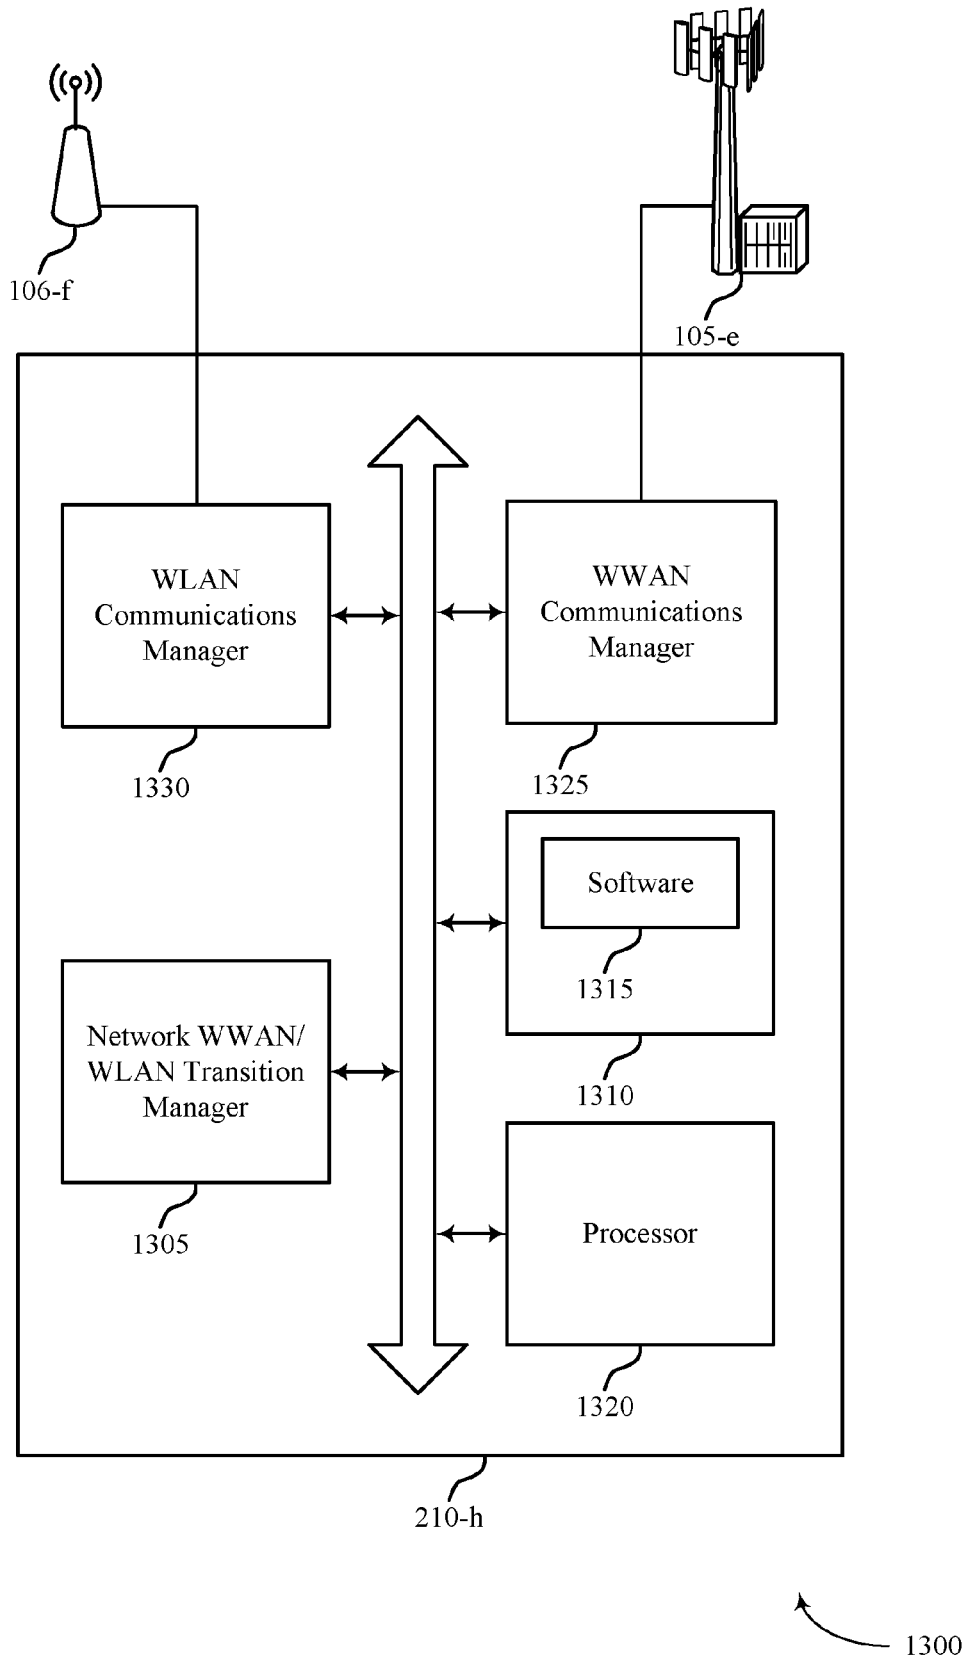 106-f
105-e
WLAN
Communications
Manager
1330
WWAN
Communications
Manager
1325
Software
1315
1310
Network WWAN/
WLAN Transition
Manager
1305
Processor
1320
210-h
1300